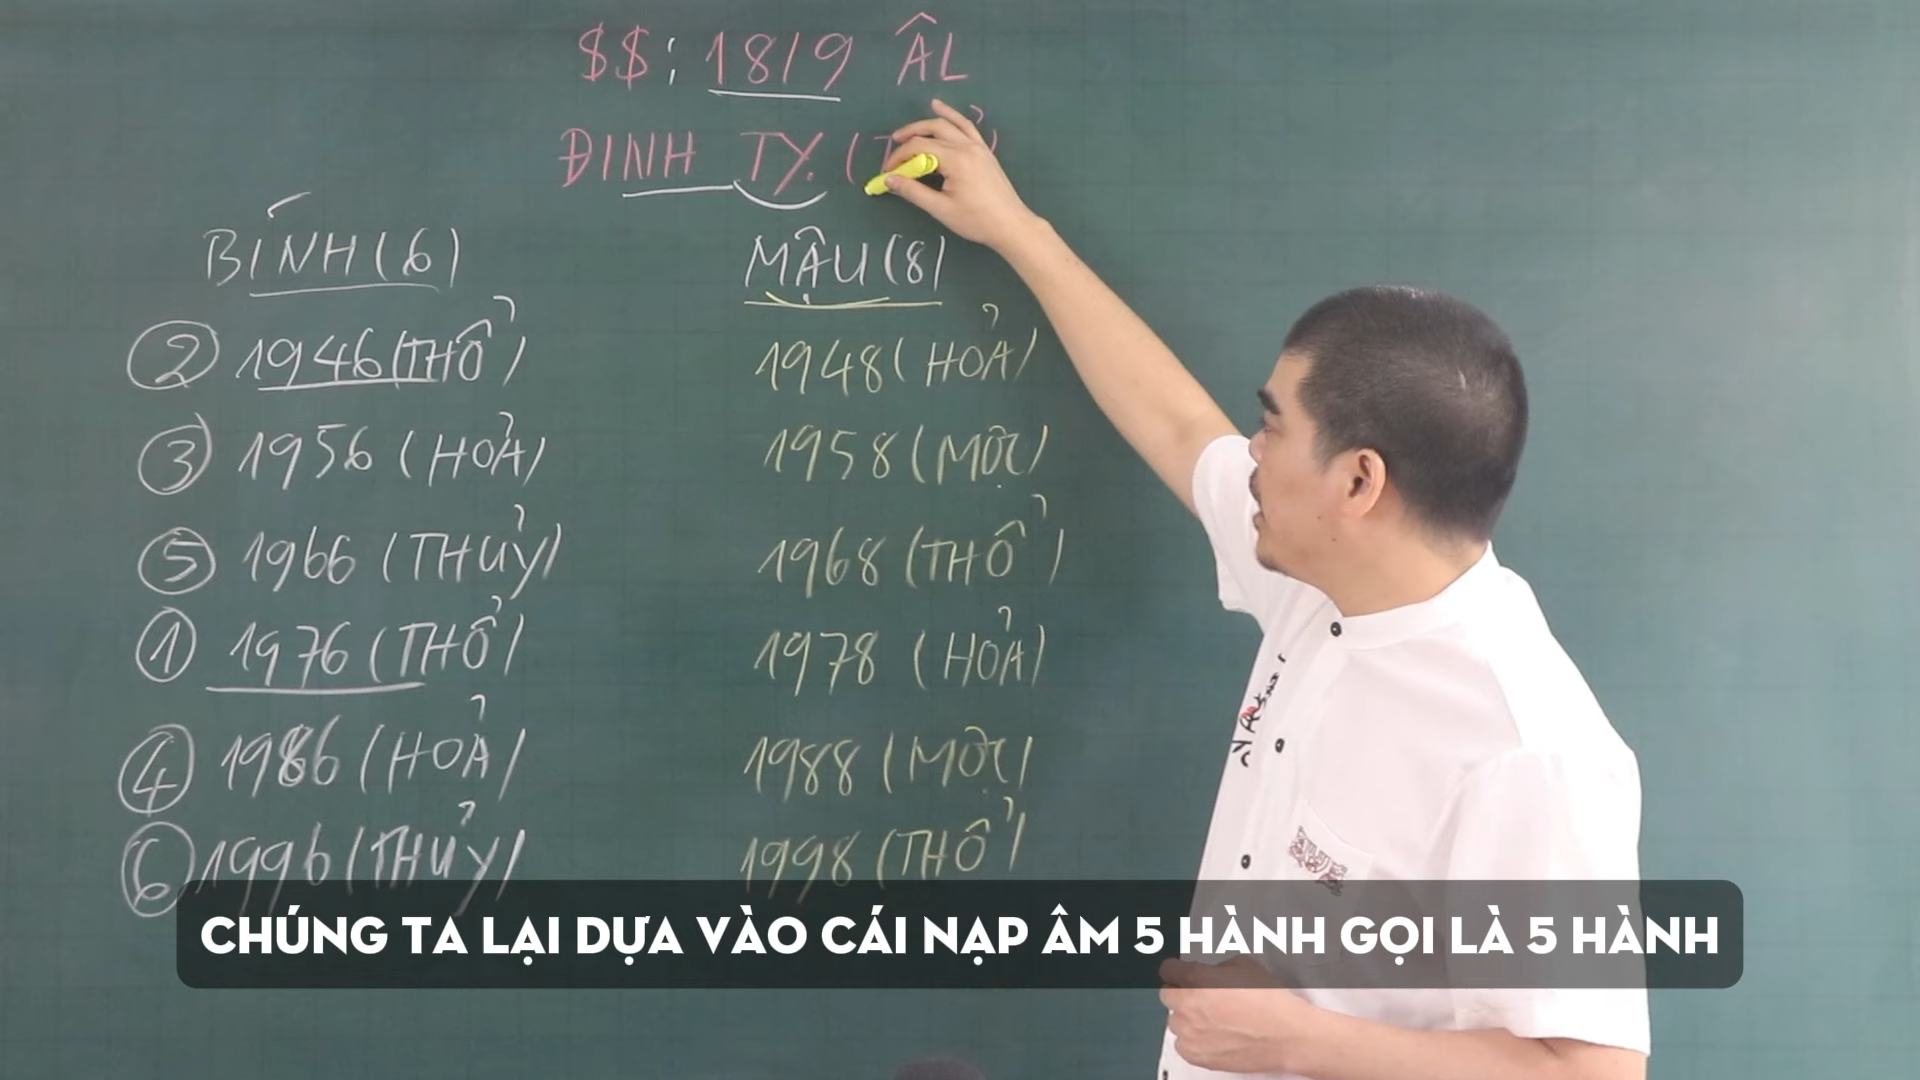 $$: 1819 ÂL
ĐINH TỴ. (T
BÍNH (6)
MẬU (8)
② 1946 (THỔ)
1948 (HỎA)
③ 1956 (HỎA)
1958 (MỘC)
⑤ 1966 (THỦY)
1968 (THỔ)
① 1976 (THỔ)
1978 (HỎA)
④ 1986 (HỎA)
1988 (MỘC)
⑥ 1996 (THỦY)
1998 (THỔ)
CHÚNG TA LẠI DỰA VÀO CÁI NẠP ÂM 5 HÀNH GỌI LÀ 5 HÀNH